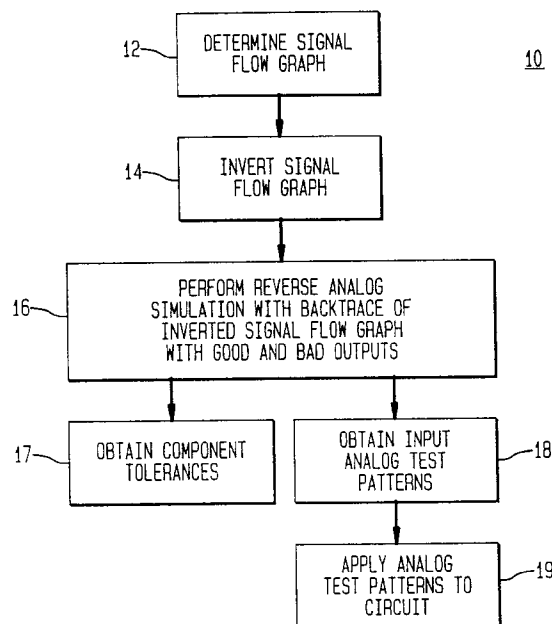 12
DETERMINE SIGNAL
FLOW GRAPH
10
14
INVERT SIGNAL
FLOW GRAPH
16
PERFORM REVERSE ANALOG
SIMULATION WITH BACKTRACE OF
INVERTED SIGNAL FLOW GRAPH
WITH GOOD AND BAD OUTPUTS
17
OBTAIN COMPONENT
TOLERANCES
OBTAIN INPUT
ANALOG TEST
PATTERNS
18
APPLY ANALOG
TEST PATTERNS TO
CIRCUIT
19